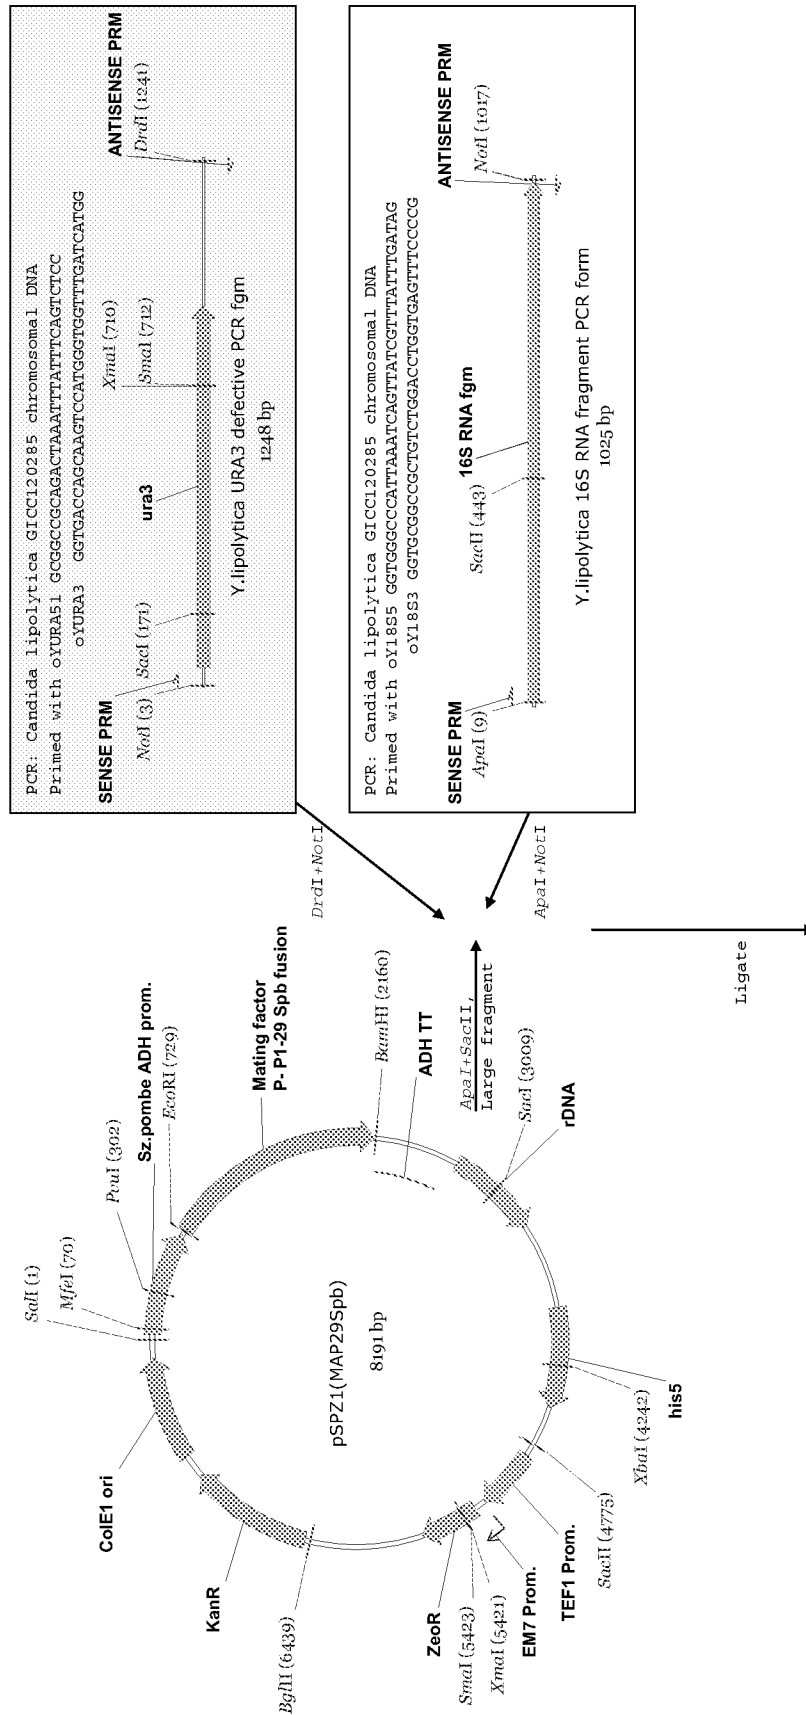 PCR: Candida lipolytica GICC120285 chromosomal DNA
Primed with oYURA51 GCGGCCGCAGACTAAATTTATTTCAGTCTCC
oYURA3 GGTGACCAGCAAGTCCATGGGTGGTTTGATCATGG
SENSE PRM
NotI (3)
SacI (171)
ura3
XmaI (710)
SmaI (712)
ANTISENSE PRM
DrdI (1241)
Y.lipolytica URA3 defective PCR fgm
1248 bp
PCR: Candida lipolytica GICC120285 chromosomal DNA
Primed with oY18S5 GGTGGGCCCATTAAATCAGTTATCGTTTATTTGATAG
oY18S3 GGTGCGGCCGCTGTCTGGACCTGGTGAGTTTCCCCG
SENSE PRM
ApaI (9)
SacII (443)
16S RNA fgm
ANTISENSE PRM
NotI (1017)
Y.lipolytica 16S RNA fragment PCR form
1025 bp
DrdI+NotI
ApaI+NotI
ApaI+SacII,
Large fragment
Ligate
SalI (1)
MfeI (70)
PvuI (302)
Sz.pombe ADH prom.
EcoRI (729)
Mating factor
P- P1-29 Spb fusion
BamHI (2160)
ADH TT
SacI (3009)
rDNA
his5
XbaI (4242)
SacII (4775)
TEF1 Prom.
EM7 Prom.
XmaI (5421)
SmaI (5423)
ZeoR
BglII (6439)
KanR
ColE1 ori
pSPZ1(MAP29Spb)
8191 bp